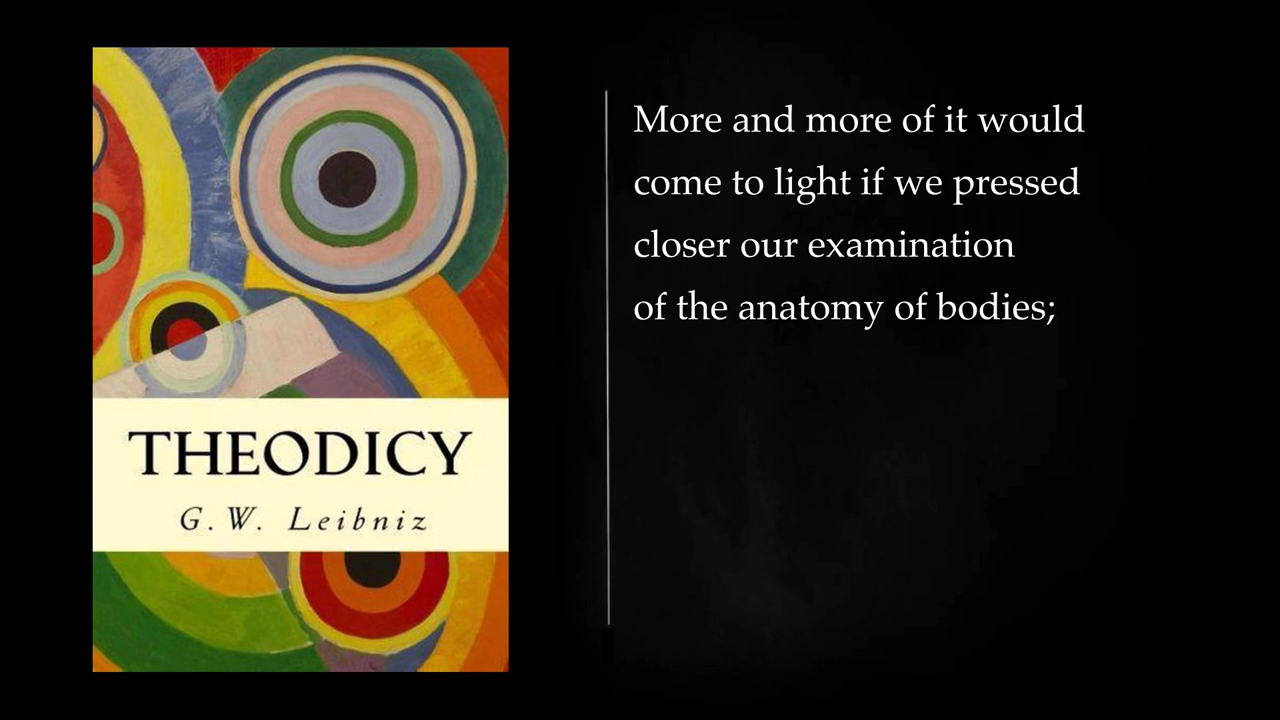 THEODICY
G. W. Leibniz
More and more of it would
come to light if we pressed
closer our examination
of the anatomy of bodies;